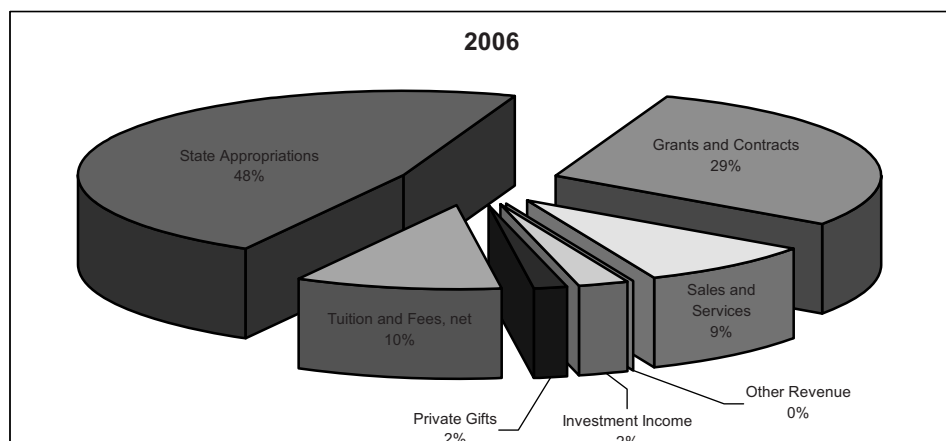 2006
State Appropriations
48%
Grants and Contracts
29%
Sales and
Services
9%
Tuition and Fees, net
10%
Other Revenue
0%
Private Gifts
2%
Investment Income